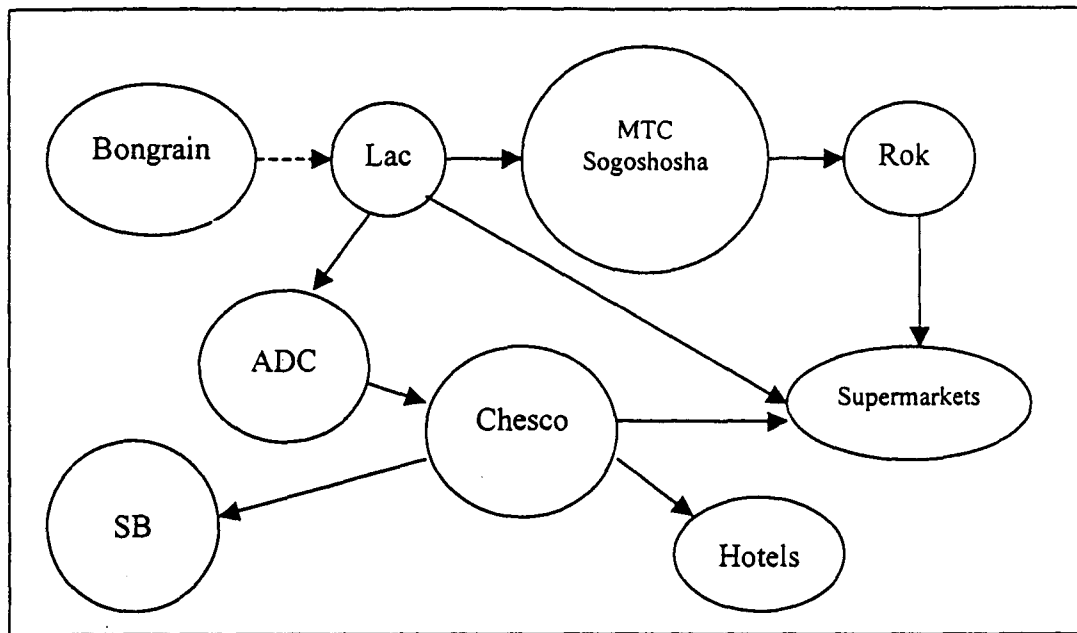 Bongrain
Lac
MTC
Sogoshosha
Rok
ADC
Chesco
Supermarkets
SB
Hotels